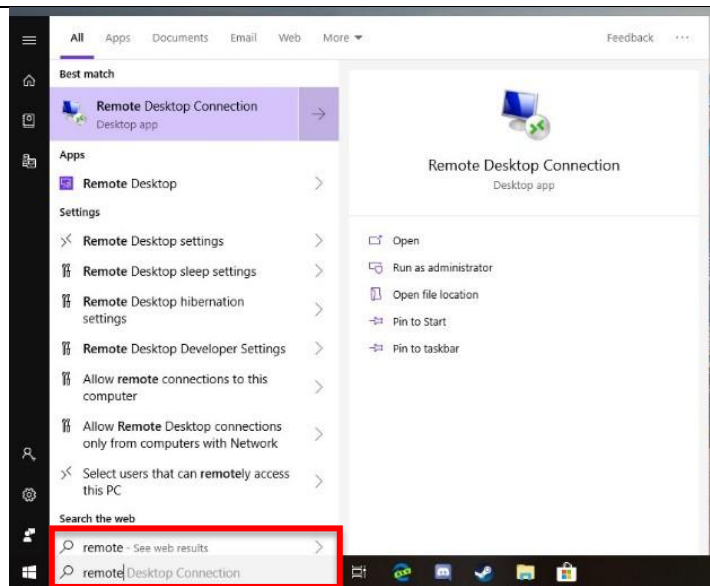 All Apps Documents Email Web More Feedback ...
Best match
Remote Desktop Connection
Desktop app
Apps
Remote Desktop
Settings
Remote Desktop settings
Remote Desktop sleep settings
Remote Desktop hibernation
settings
Remote Desktop Developer Settings
Allow remote connections to this
computer
Allow Remote Desktop connections
only from computers with Network
Select users that can remotely access
this PC
Search the web
remote - See web results
remote Desktop Connection
Remote Desktop Connection
Desktop app
Open
Run as administrator
Open file location
Pin to Start
Pin to taskbar